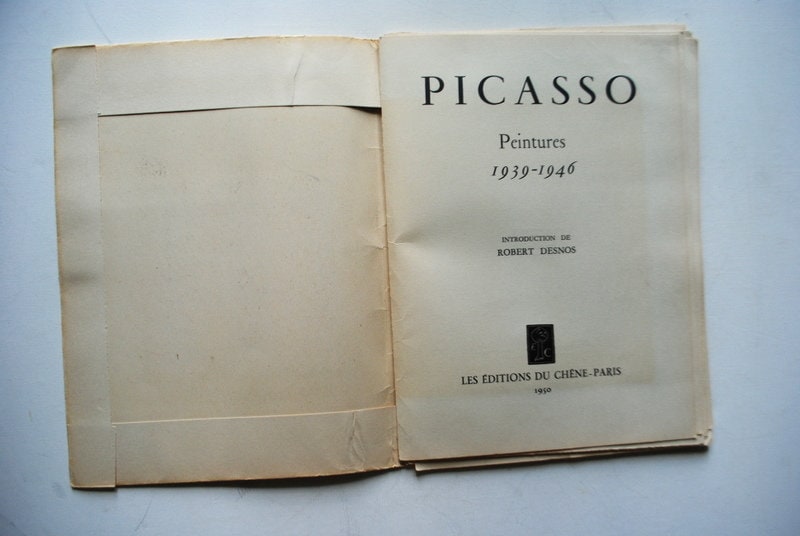 PICASSO
Peintures
1939-1946
INTRODUCTION DE
ROBERT DESNOS
LES ÉDITIONS DU CHÊNE-PARIS
1950